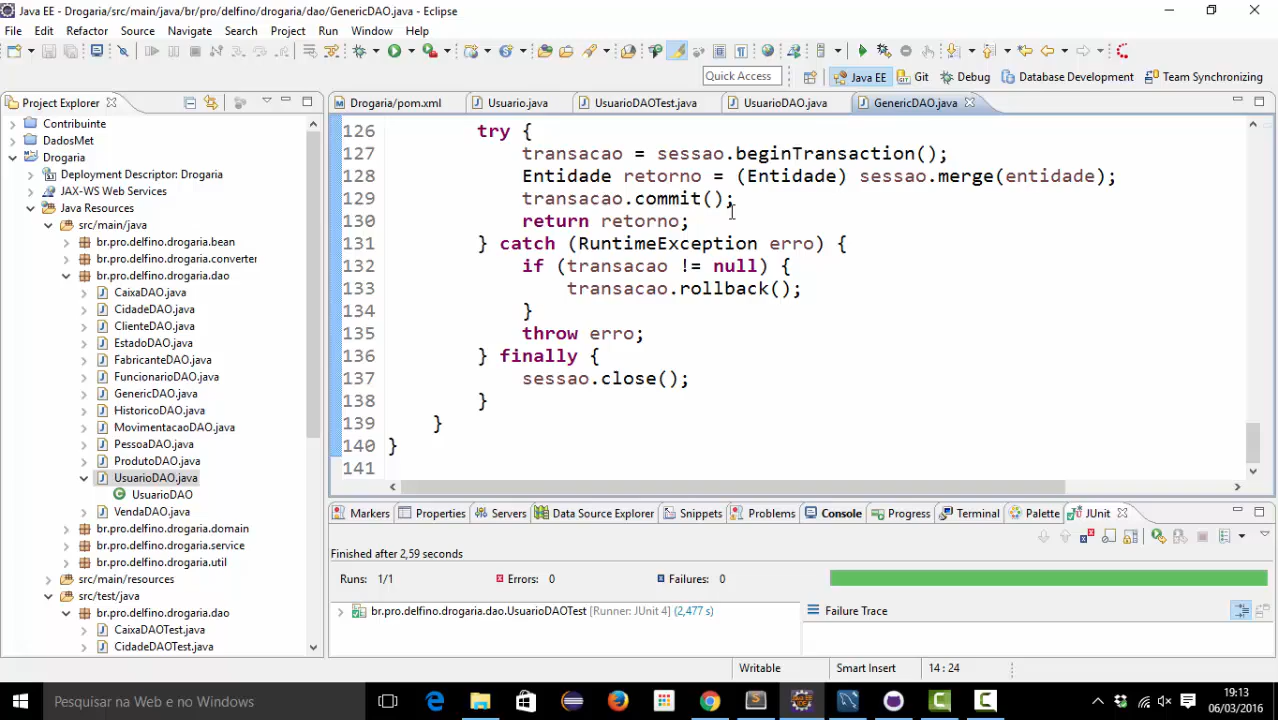 Java EE - Drogaria/src/main/java/br/pro/delfino/drogaria/dao/GenericDAO.java - Eclipse
File Edit Refactor Source Navigate Search Project Run Window Help
Quick Access
Java EE
Git
Debug
Database Development
Team Synchronizing
Project Explorer
Contribuinte
DadosMet
Drogaria
Deployment Descriptor: Drogaria
JAX-WS Web Services
Java Resources
src/main/java
br.pro.delfino.drogaria.bean
br.pro.delfino.drogaria.converter
br.pro.delfino.drogaria.dao
CaixaDAO.java
CidadeDAO.java
ClienteDAO.java
EstadoDAO.java
FabricanteDAO.java
FuncionarioDAO.java
GenericDAO.java
HistoricoDAO.java
MovimentacaoDAO.java
PessoaDAO.java
ProdutoDAO.java
UsuarioDAO.java
UsuarioDAO
VendaDAO.java
br.pro.delfino.drogaria.domain
br.pro.delfino.drogaria.service
br.pro.delfino.drogaria.util
src/main/resources
src/test/java
br.pro.delfino.drogaria.dao
CaixaDAOTest.java
CidadeDAOTest.java
Drogaria/pom.xml
Usuario.java
UsuarioDAOTest.java
UsuarioDAO.java
GenericDAO.java
126 try {
127 transacao = sessao.beginTransaction();
128 Entidade retorno = (Entidade) sessao.merge(entidade);
129 transacao.commit();
130 return retorno;
131 } catch (RuntimeException erro) {
132 if (transacao != null) {
133 transacao.rollback();
134 }
135 throw erro;
136 } finally {
137 sessao.close();
138 }
139 }
140 }
141
Markers
Properties
Servers
Data Source Explorer
Snippets
Problems
Console
Progress
Terminal
Palette
JUnit
Finished after 2,59 seconds
Runs: 1/1
Errors: 0
Failures: 0
br.pro.delfino.drogaria.dao.UsuarioDAOTest [Runner: JUnit 4] (2,477 s)
Failure Trace
Writable
Smart Insert
14 : 24
Pesquisar na Web e no Windows
19:13
06/03/2016